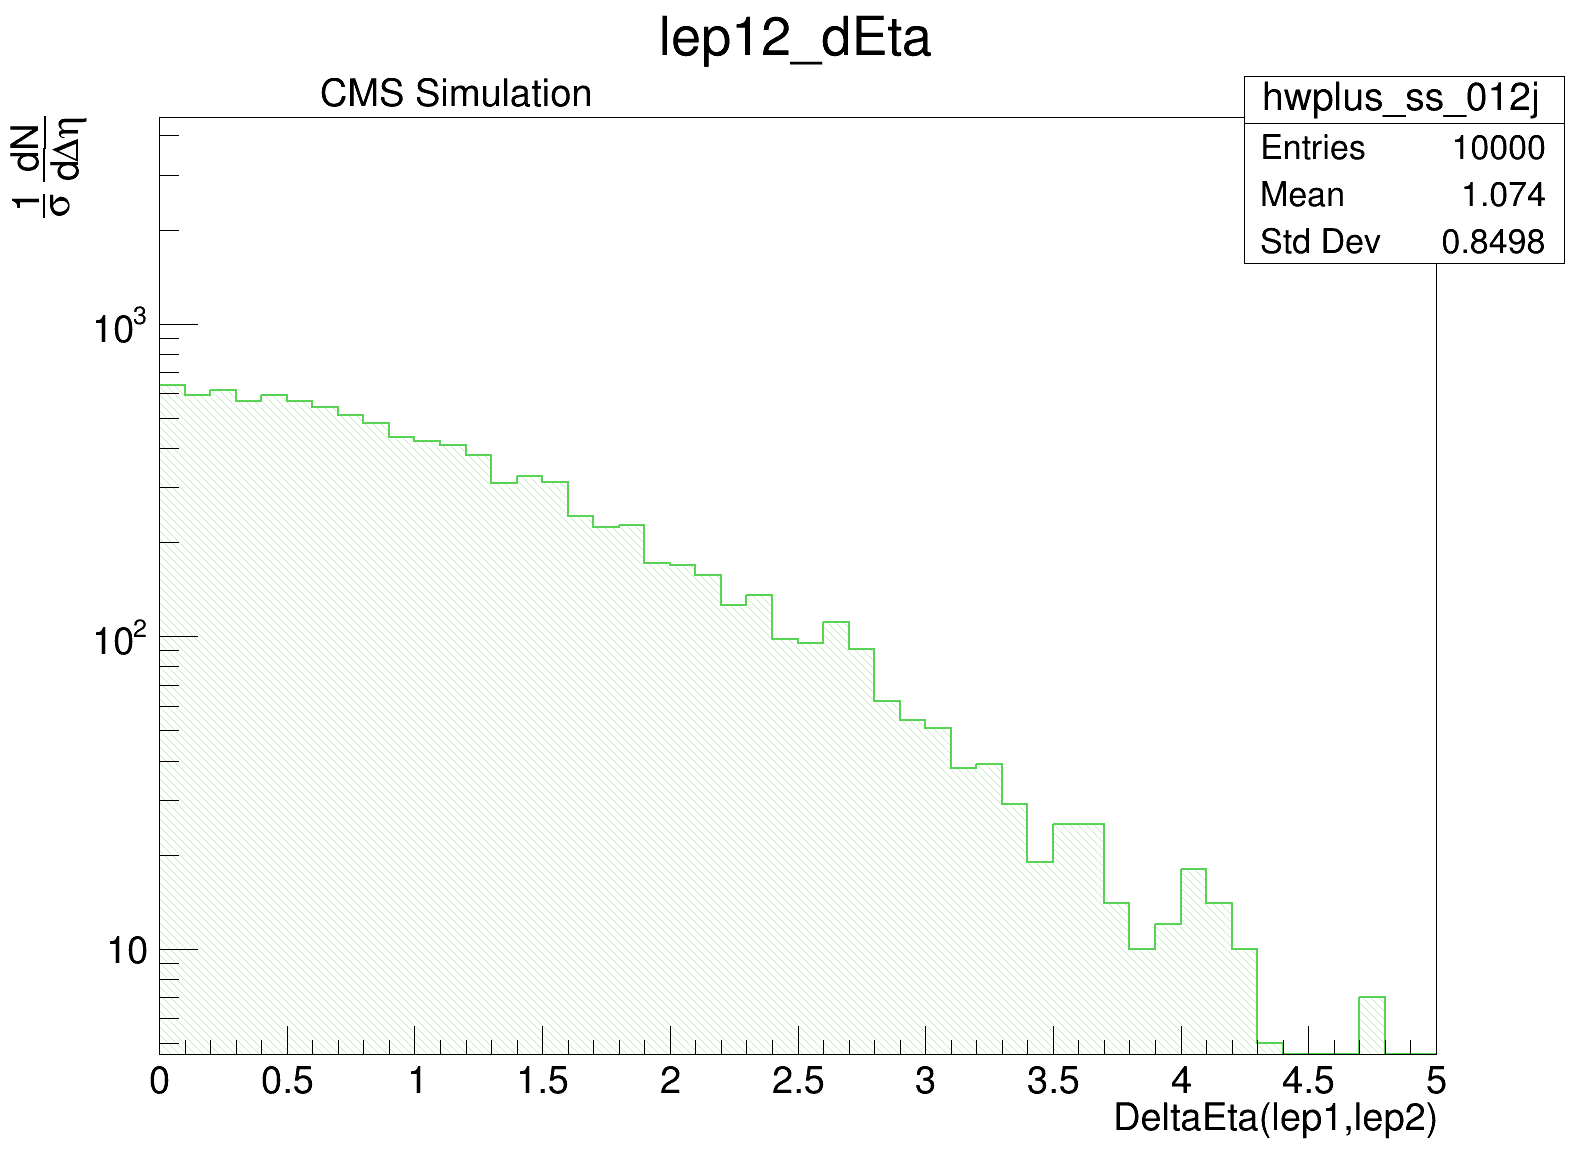 lep12_dEta
CMS Simulation
hwplus_ss_012j
Entries 10000
Mean 1.074
Std Dev 0.8498
1/σ dN/dΔη
10³
10²
10
0 0.5 1 1.5 2 2.5 3 3.5 4 4.5 5
DeltaEta(lep1,lep2)